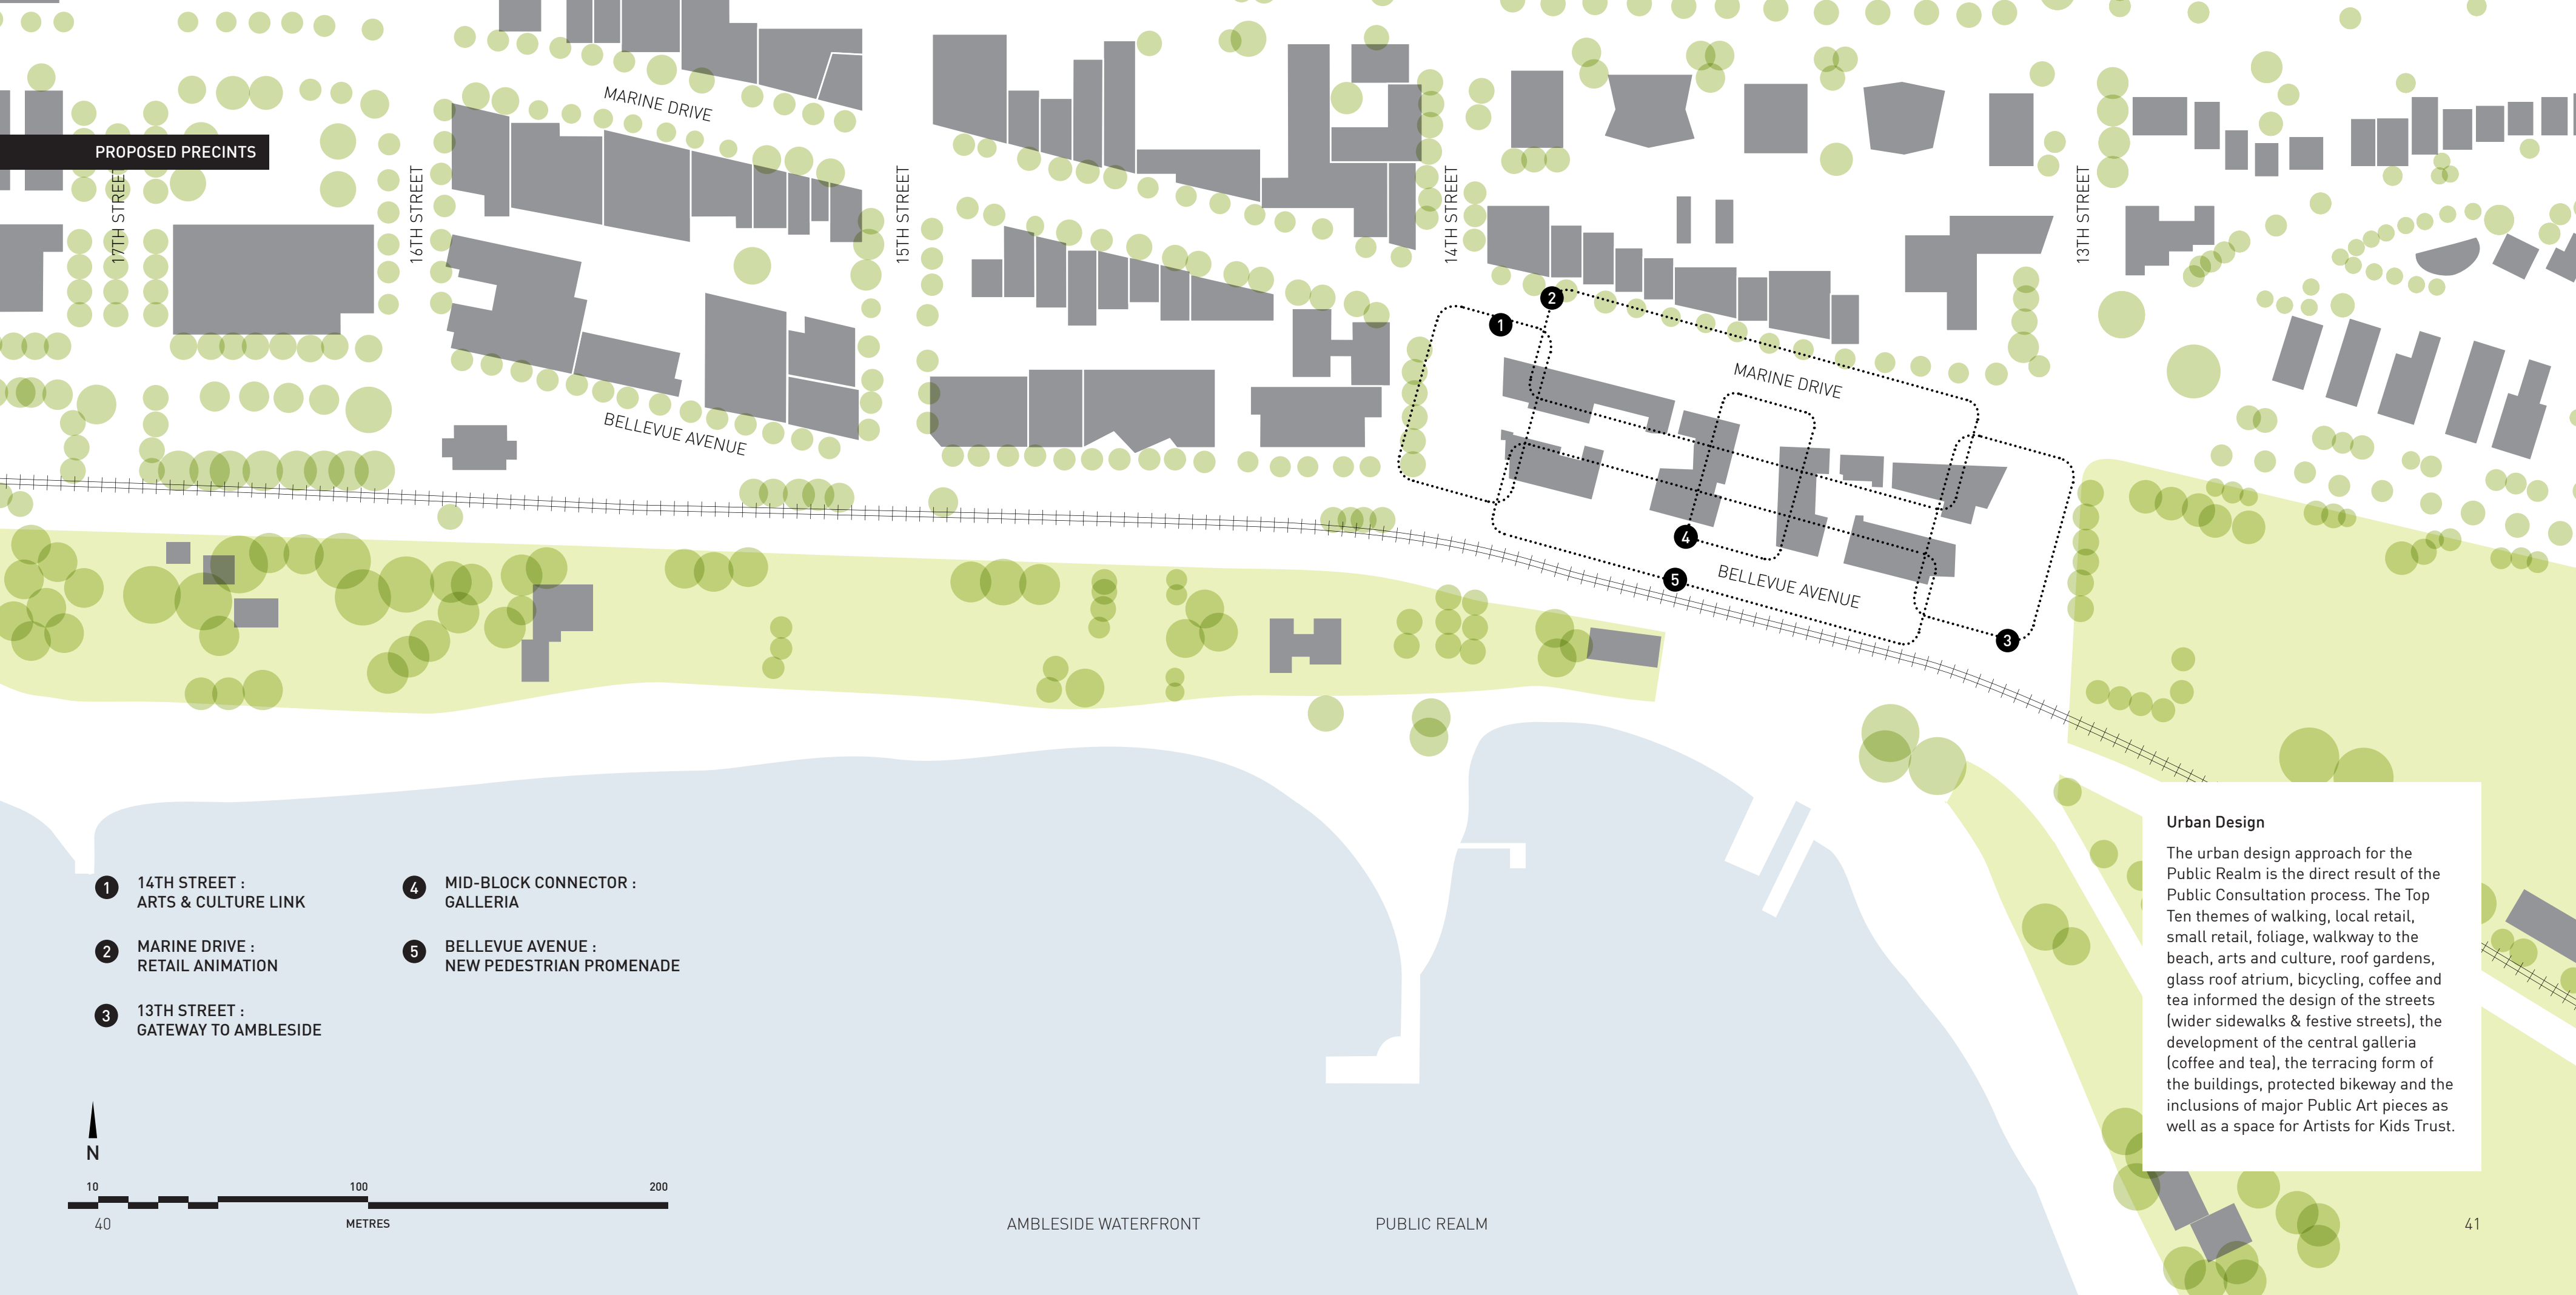 PROPOSED PRECINTS
MARINE DRIVE
17TH STREET
16TH STREET
15TH STREET
14TH STREET
13TH STREET
BELLEVUE AVENUE
1
2
MARINE DRIVE
4
5
BELLEVUE AVENUE
3
1 14TH STREET :
ARTS & CULTURE LINK
2 MARINE DRIVE :
RETAIL ANIMATION
3 13TH STREET :
GATEWAY TO AMBLESIDE
4 MID-BLOCK CONNECTOR :
GALLERIA
5 BELLEVUE AVENUE :
NEW PEDESTRIAN PROMENADE
Urban Design
The urban design approach for the
Public Realm is the direct result of the
Public Consultation process. The Top
Ten themes of walking, local retail,
small retail, foliage, walkway to the
beach, arts and culture, roof gardens,
glass roof atrium, bicycling, coffee and
tea informed the design of the streets
(wider sidewalks & festive streets), the
development of the central galleria
(coffee and tea), the terracing form of
the buildings, protected bikeway and the
inclusions of major Public Art pieces as
well as a space for Artists for Kids Trust.
N
10 100 200
METRES
40
AMBLESIDE WATERFRONT
PUBLIC REALM
41